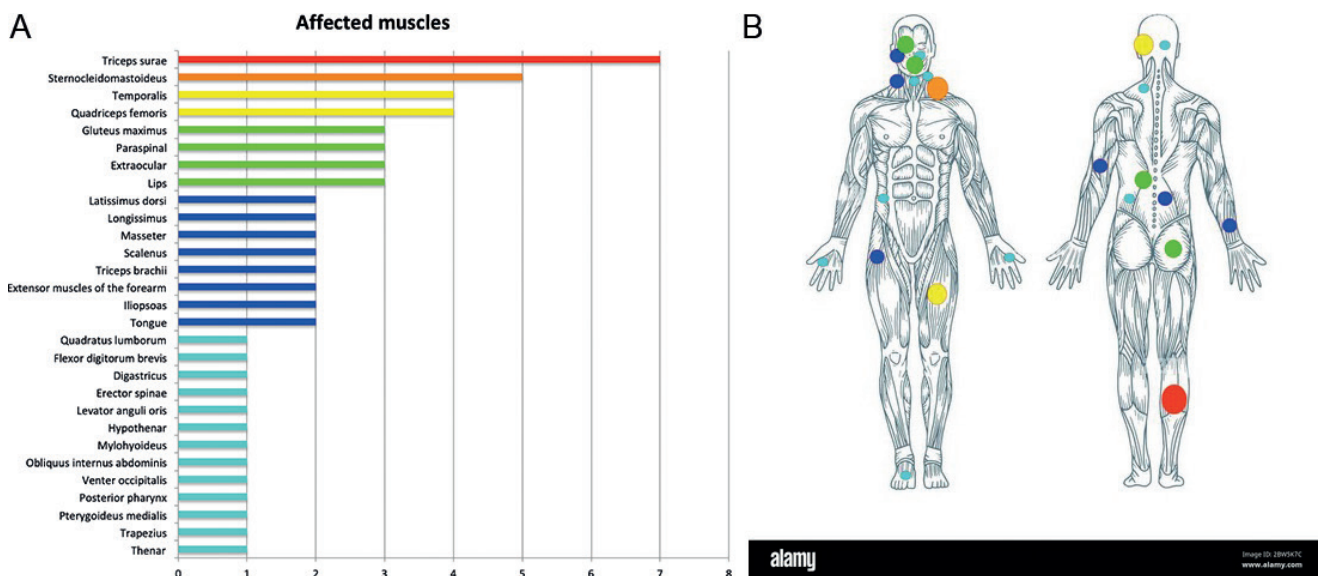 A
Affected muscles
B
Triceps surae
Sternocleidomastoideus
Temporalis
Quadriceps femoris
Gluteus maximus
Paraspinal
Extraocular
Lips
Latissimus dorsi
Longissimus
Masseter
Scalenus
Triceps brachii
Extensor muscles of the forearm
Iliopsoas
Tongue
Quadratus lumborum
Flexor digitorum brevis
Digastricus
Erector spinae
Levator anguli oris
Hypothenar
Mylohyoideus
Obliquus internus abdominis
Venter occipitalis
Posterior pharynx
Pterygoideus medialis
Trapezius
Thenar
0 1 2 3 4 5 6 7 8
alamy
Image ID: 2BW5K7C
www.alamy.com